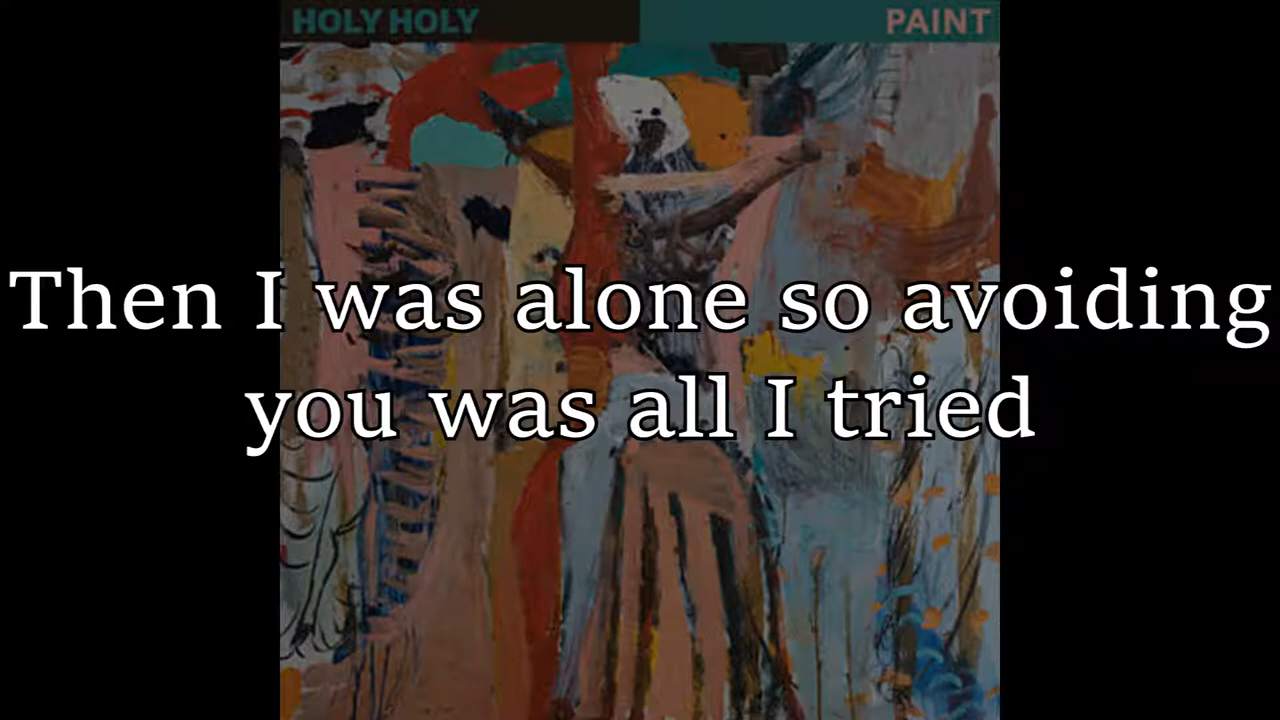 HOLY HOLY
PAINT
Then I was alone so avoiding
you was all I tried